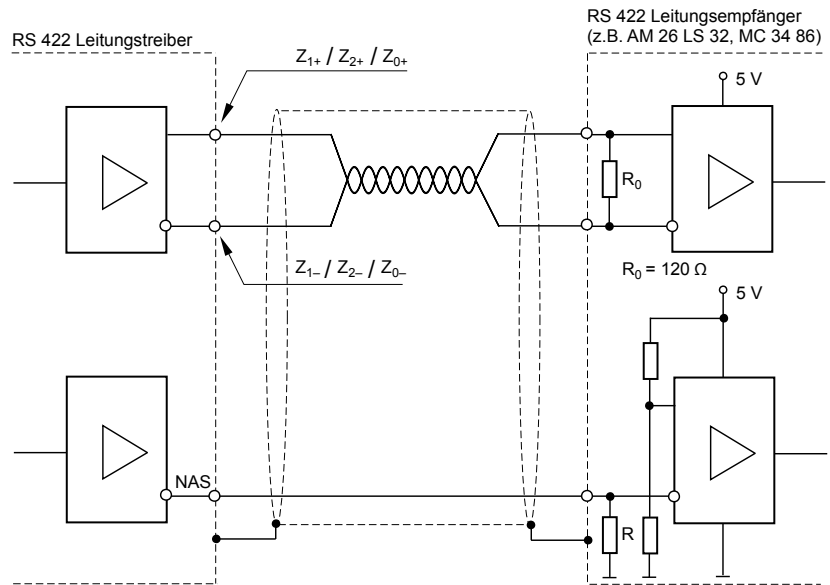 RS 422 Leitungstreiber
RS 422 Leitungsempfänger
(z.B. AM 26 LS 32, MC 34 86)
Z1+ / Z2+ / Z0+
5 V
R0
Z1– / Z2– / Z0–
R0 = 120 Ω
5 V
NAS
R